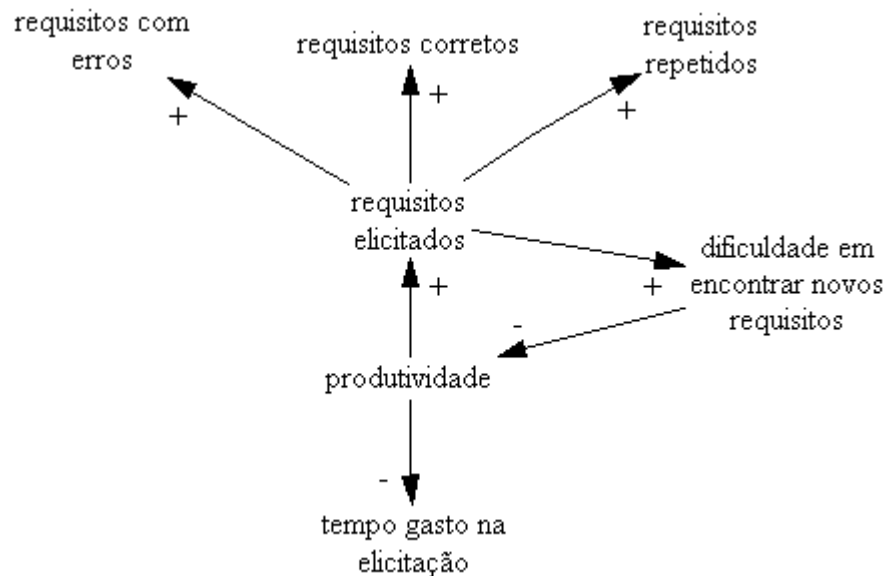 requisitos com
erros
requisitos corretos
requisitos
repetidos
+
+
+
requisitos
elicitados
dificuldade em
encontrar novos
requisitos
+
+
-
produtividade
-
tempo gasto na
elicitação